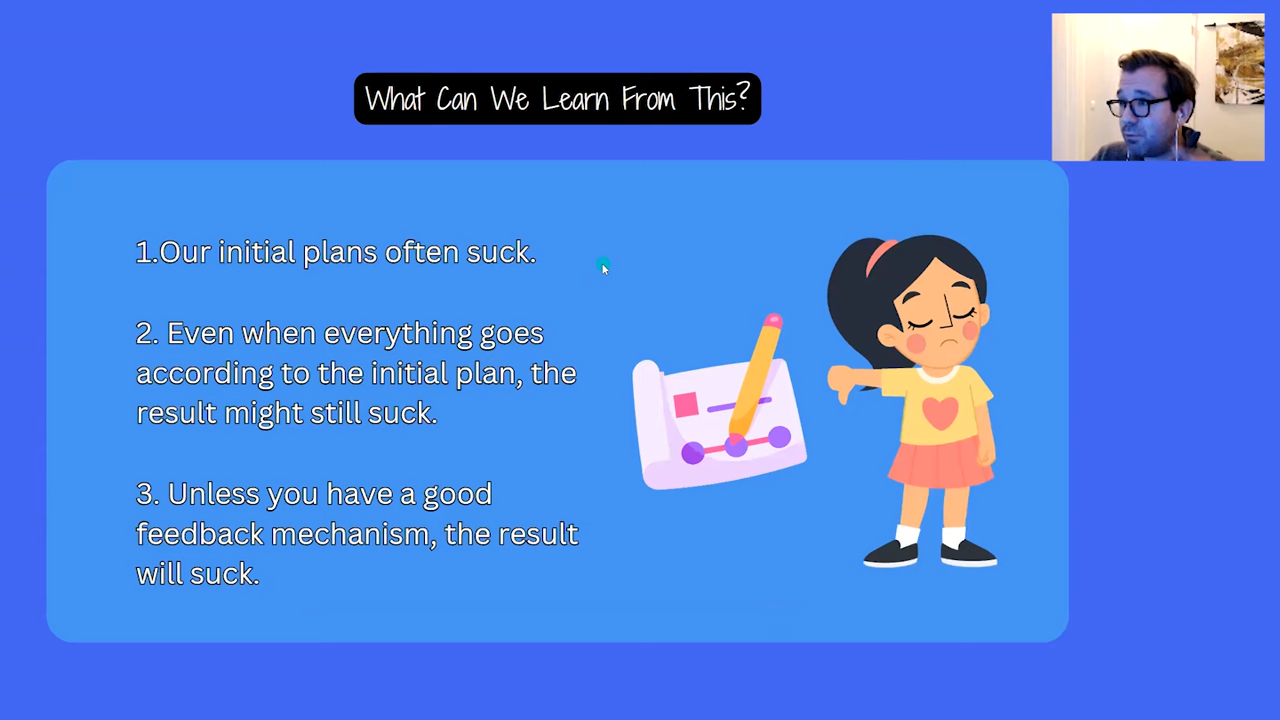 What Can We Learn From This?
1.Our initial plans often suck.
2. Even when everything goes
according to the initial plan, the
result might still suck.
3. Unless you have a good
feedback mechanism, the result
will suck.